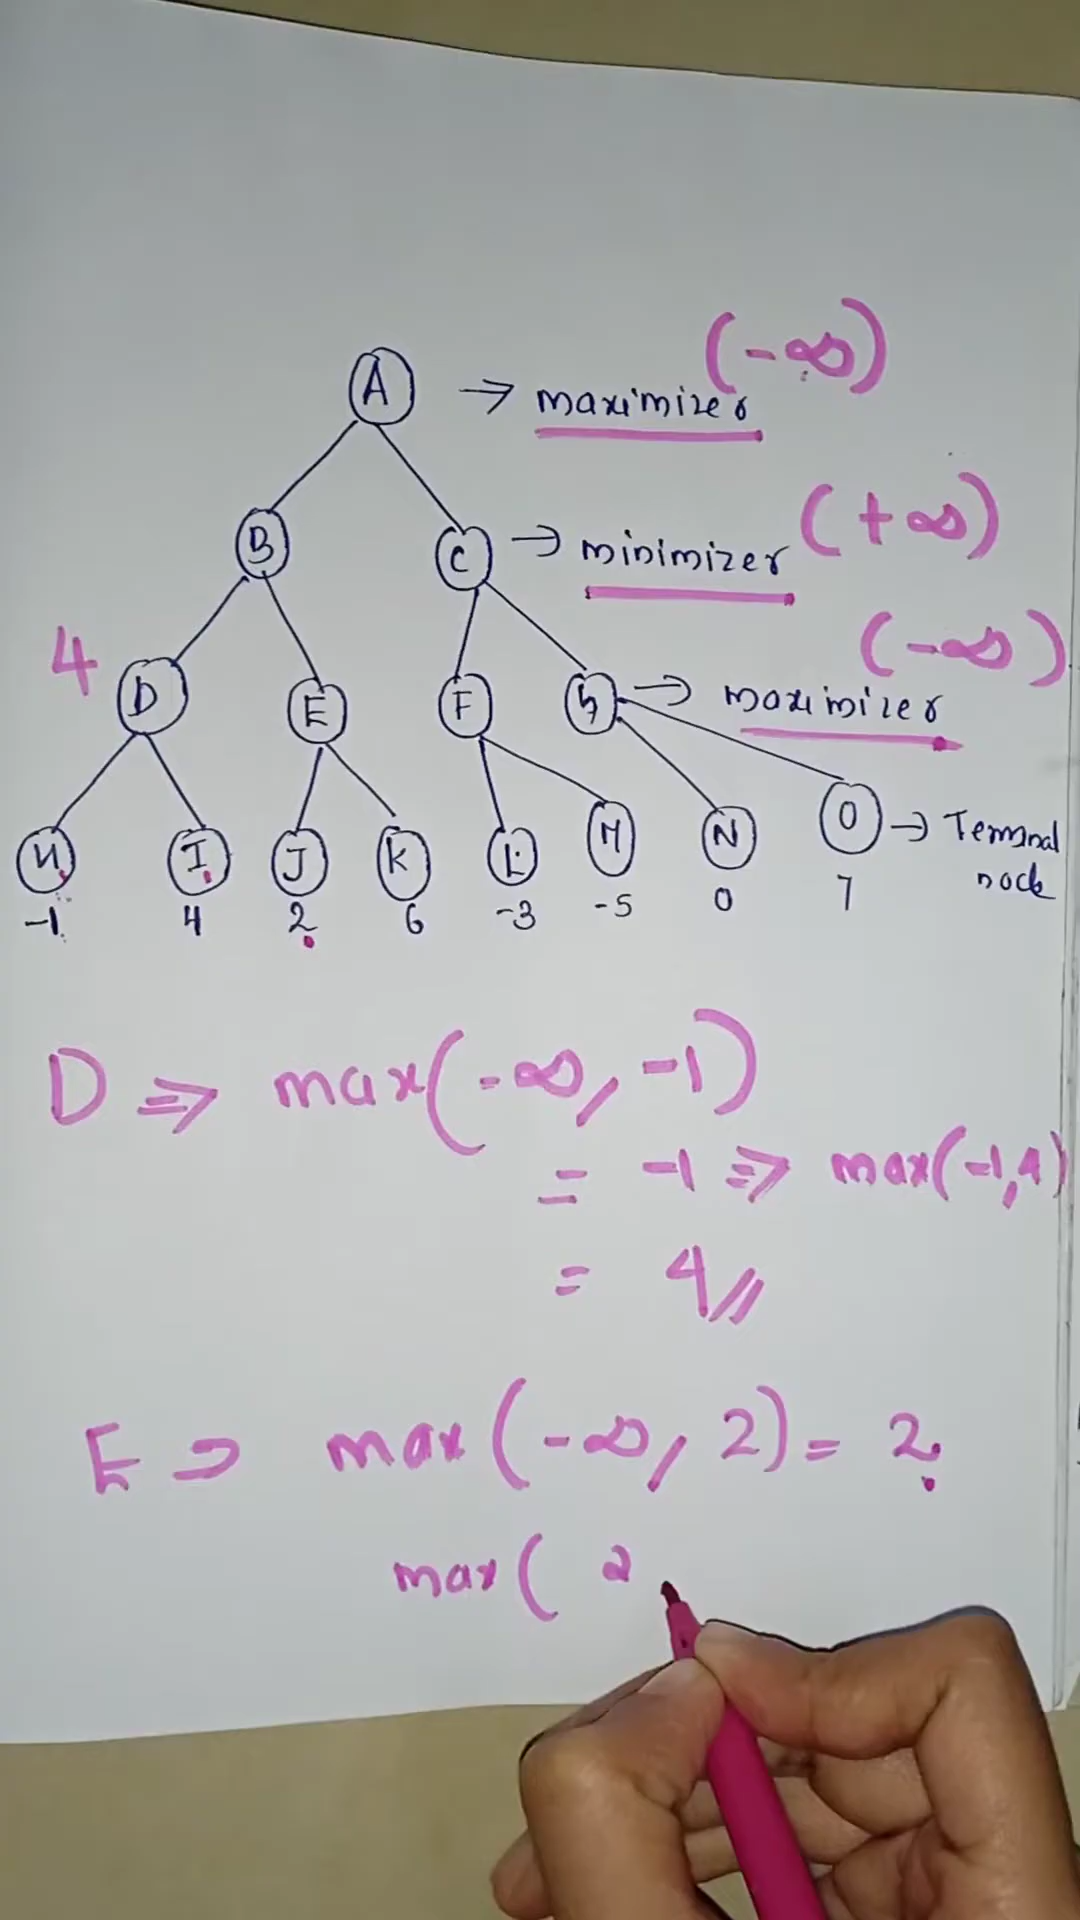 (-∞)
A → maximizer
(+∞)
B C → minimizer
(-∞)
4 D E F G → maximizer
H I J K L M N O → Terminal
node
-1 4 2 6 -3 -5 0 7
D ⇒ max(-∞, -1)
= -1 ⇒ max(-1,4)
= 4//
E ⇒ max(-∞, 2) = 2
max( 2